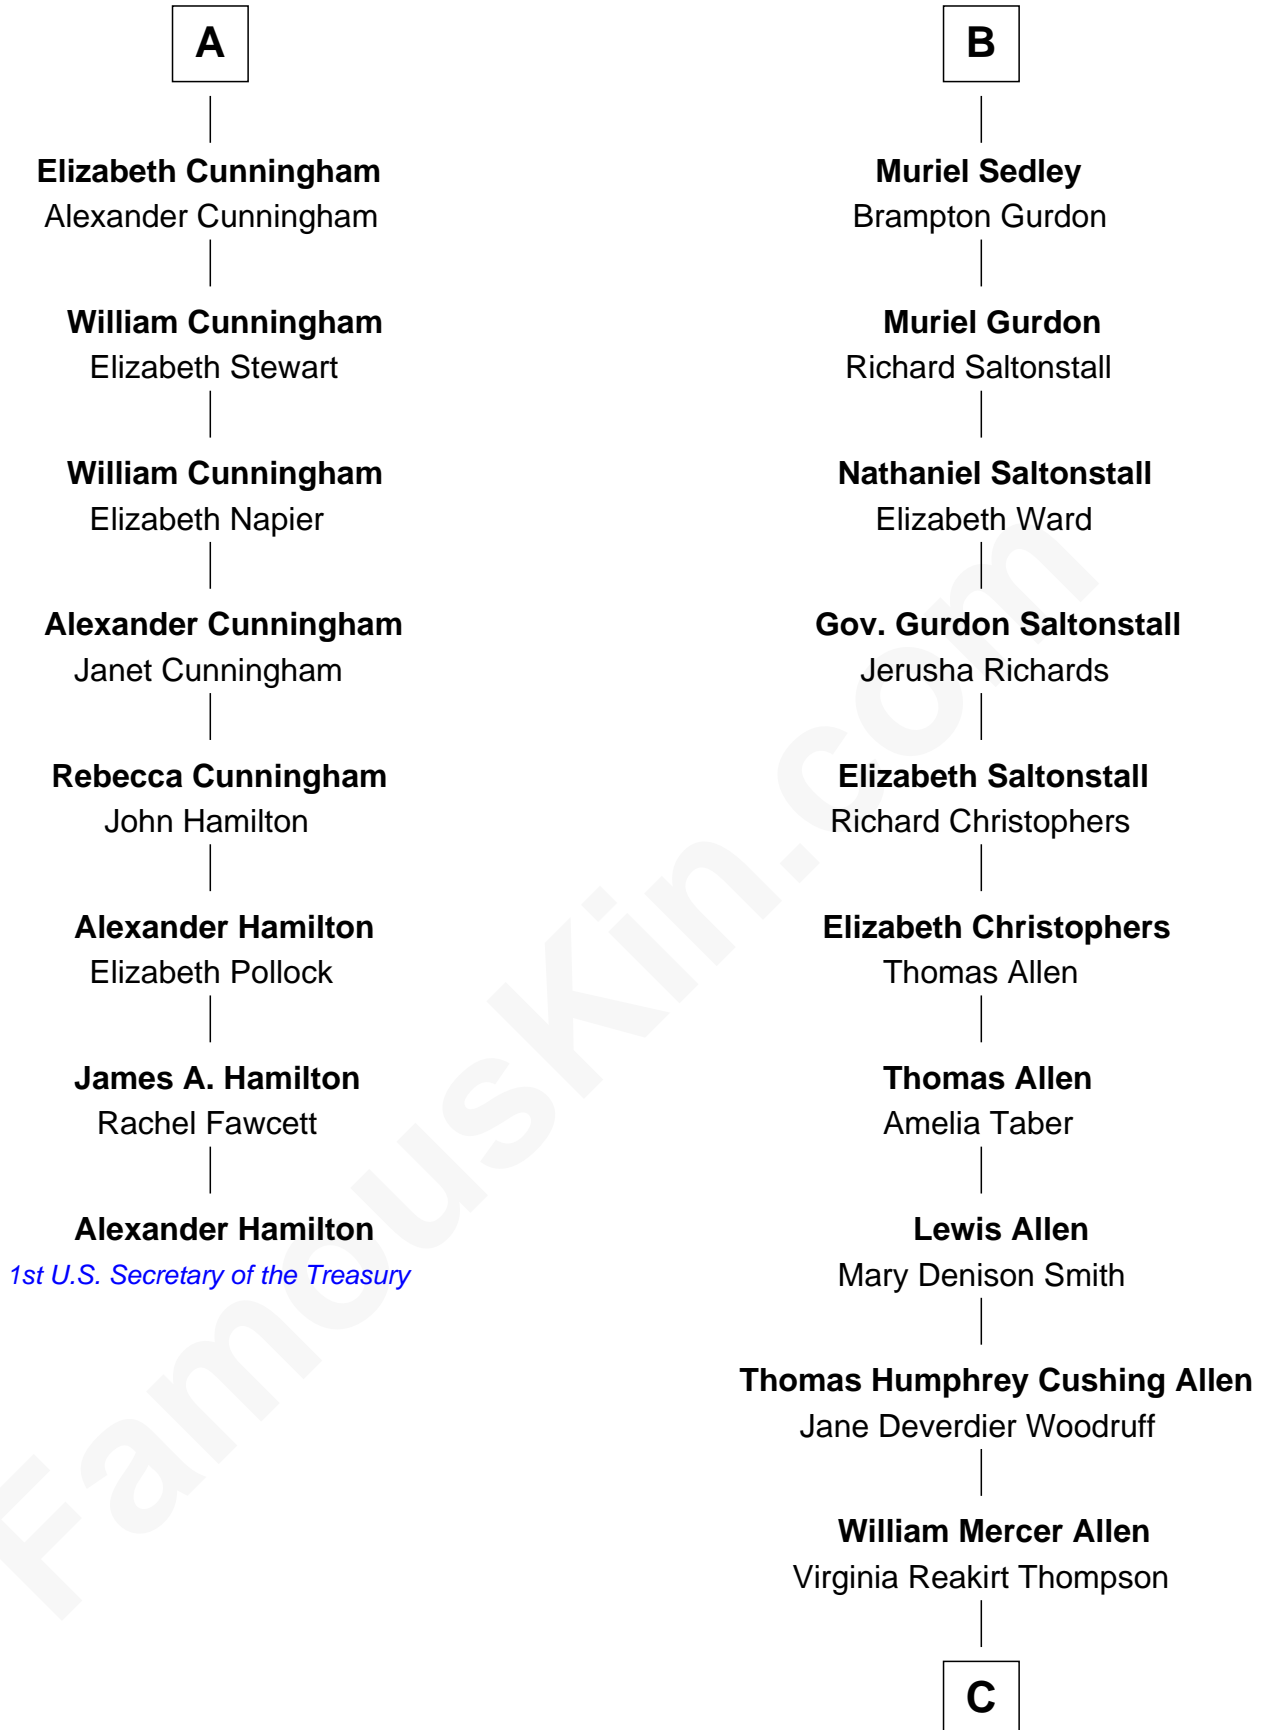 A
Elizabeth Cunningham
Alexander Cunningham
William Cunningham
Elizabeth Stewart
William Cunningham
Elizabeth Napier
Alexander Cunningham
Janet Cunningham
Rebecca Cunningham
John Hamilton
Alexander Hamilton
Elizabeth Pollock
James A. Hamilton
Rachel Fawcett
Alexander Hamilton
1st U.S. Secretary of the Treasury
B
Muriel Sedley
Brampton Gurdon
Muriel Gurdon
Richard Saltonstall
Nathaniel Saltonstall
Elizabeth Ward
Gov. Gurdon Saltonstall
Jerusha Richards
Elizabeth Saltonstall
Richard Christophers
Elizabeth Christophers
Thomas Allen
Thomas Allen
Amelia Taber
Lewis Allen
Mary Denison Smith
Thomas Humphrey Cushing Allen
Jane Deverdier Woodruff
William Mercer Allen
Virginia Reakirt Thompson
C
FamousKin.com